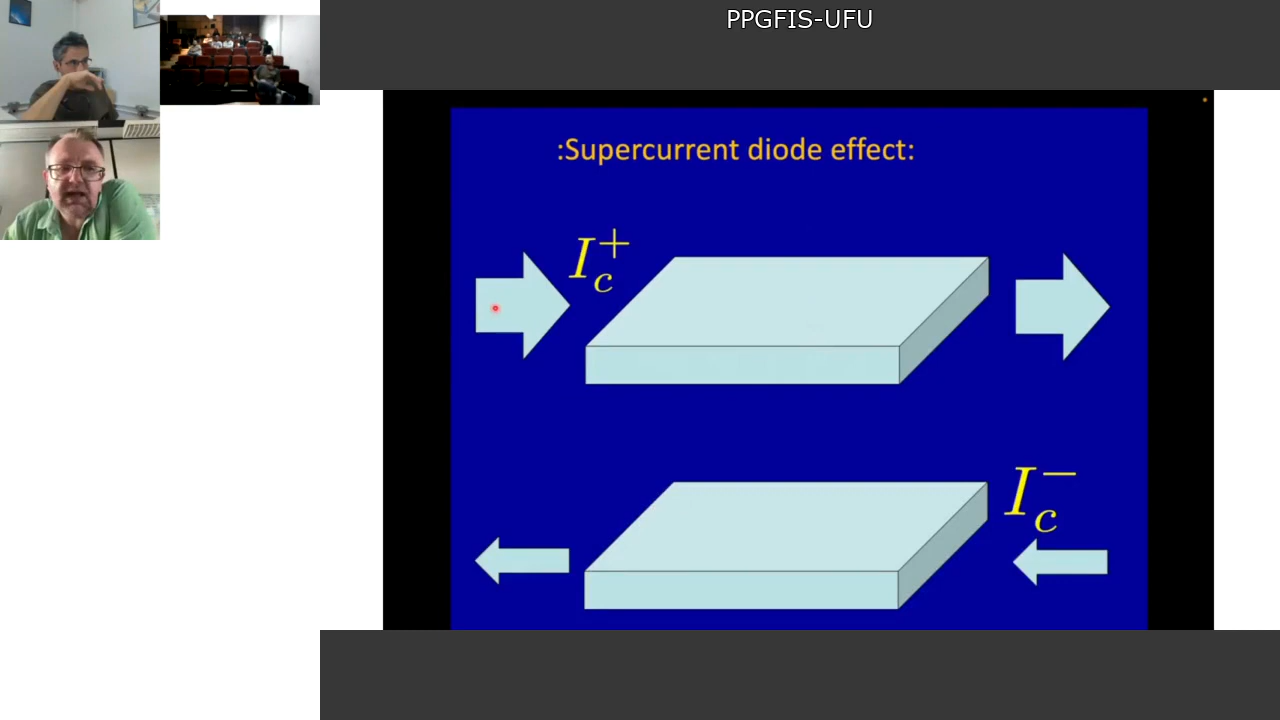 PPGFIS-UFU
:Supercurrent diode effect:
I_c^+
I_c^-